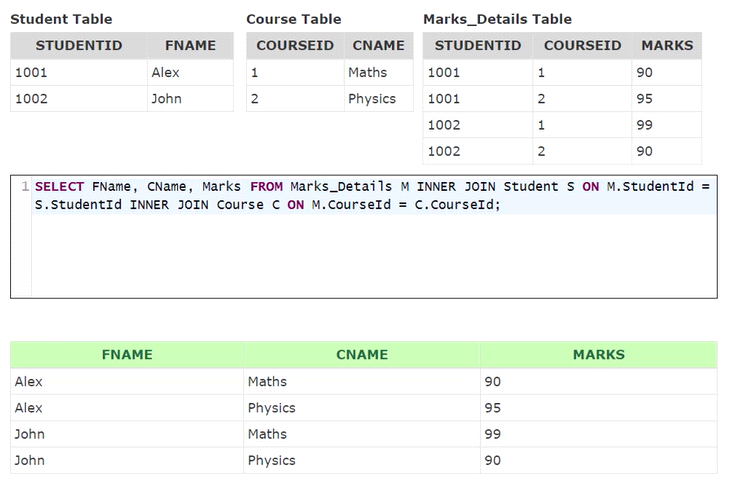 Student Table
STUDENTID FNAME
1001 Alex
1002 John
Course Table
COURSEID CNAME
1 Maths
2 Physics
Marks_Details Table
STUDENTID COURSEID MARKS
1001 1 90
1001 2 95
1002 1 99
1002 2 90
1 SELECT FName, CName, Marks FROM Marks_Details M INNER JOIN Student S ON M.StudentId =
S.StudentId INNER JOIN Course C ON M.CourseId = C.CourseId;
FNAME CNAME MARKS
Alex Maths 90
Alex Physics 95
John Maths 99
John Physics 90